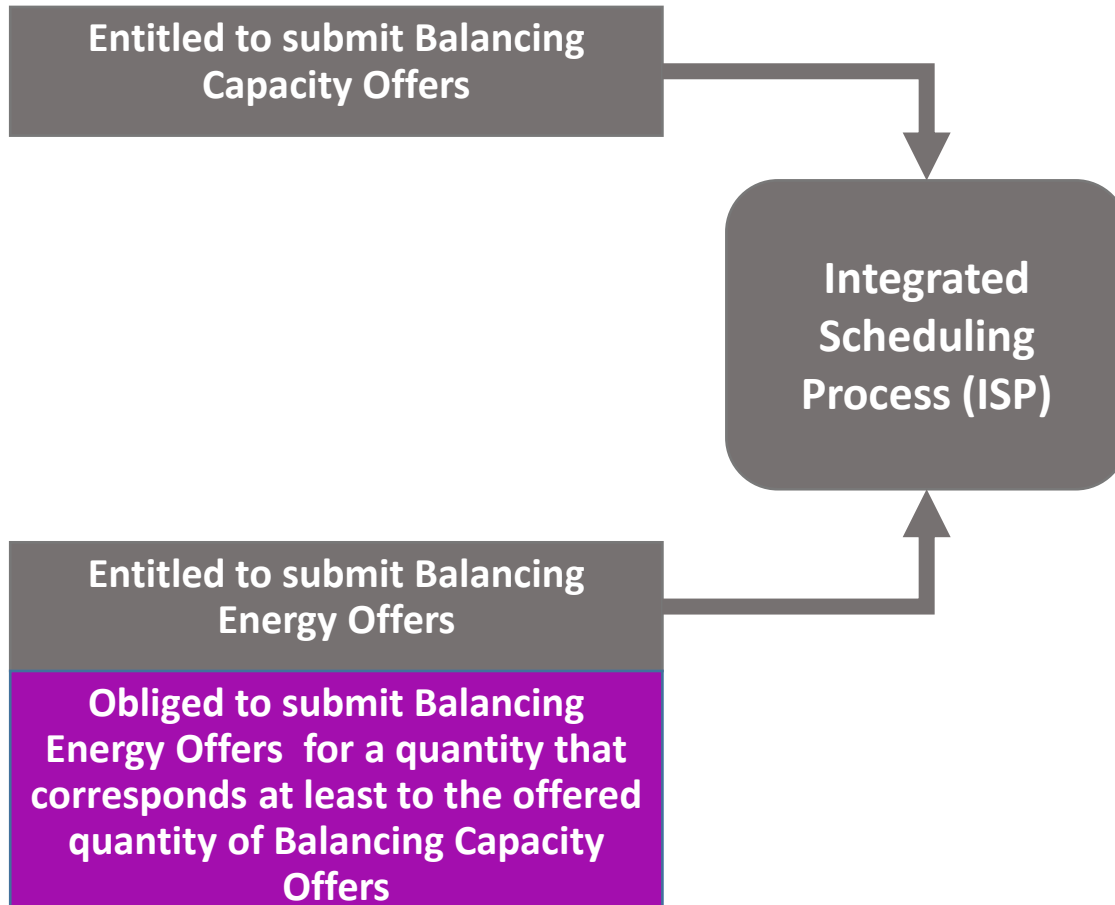 Entitled to submit Balancing
Capacity Offers
Integrated
Scheduling
Process (ISP)
Entitled to submit Balancing
Energy Offers
Obliged to submit Balancing
Energy Offers  for a quantity that
corresponds at least to the offered
quantity of Balancing Capacity
Offers